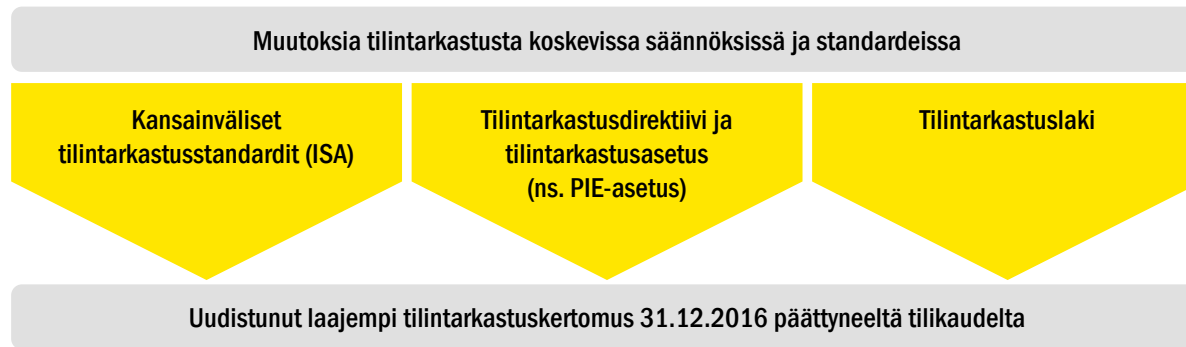 Muutoksia tilintarkastusta koskevissa säännöksissä ja standardeissa
Kansainväliset
tilintarkastusstandardit (ISA)
Tilintarkastusdirektiivi ja
tilintarkastusasetus
(ns. PIE-asetus)
Tilintarkastuslaki
Uudistunut laajempi tilintarkastuskertomus 31.12.2016 päättyneeltä tilikaudelta